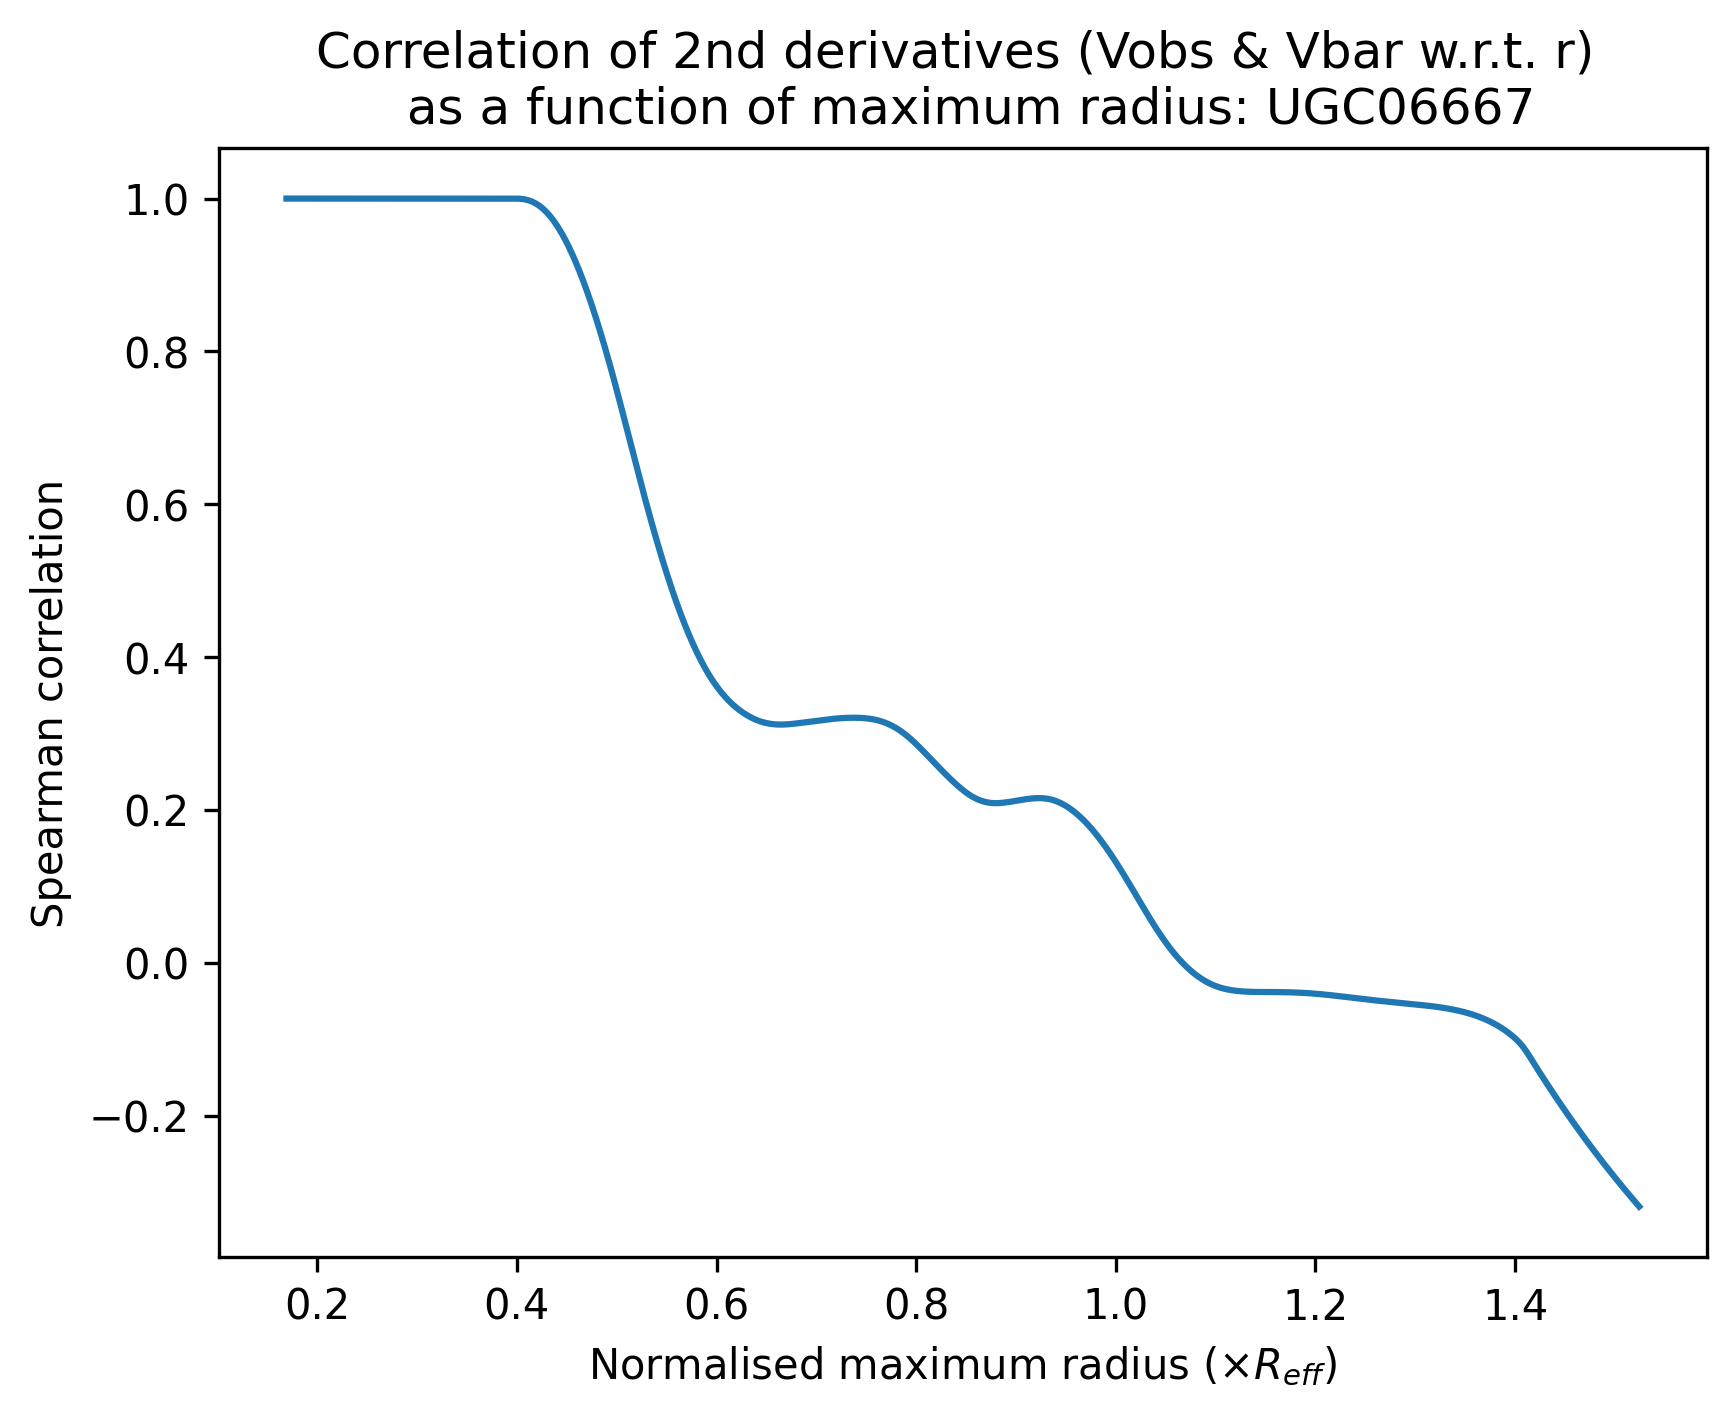 Correlation of 2nd derivatives (Vobs & Vbar w.r.t. r)
as a function of maximum radius: UGC06667
1.0
0.8
0.6
0.4
0.2
0.0
−0.2
Spearman correlation
0.2 0.4 0.6 0.8 1.0 1.2 1.4
Normalised maximum radius (×R_eff)